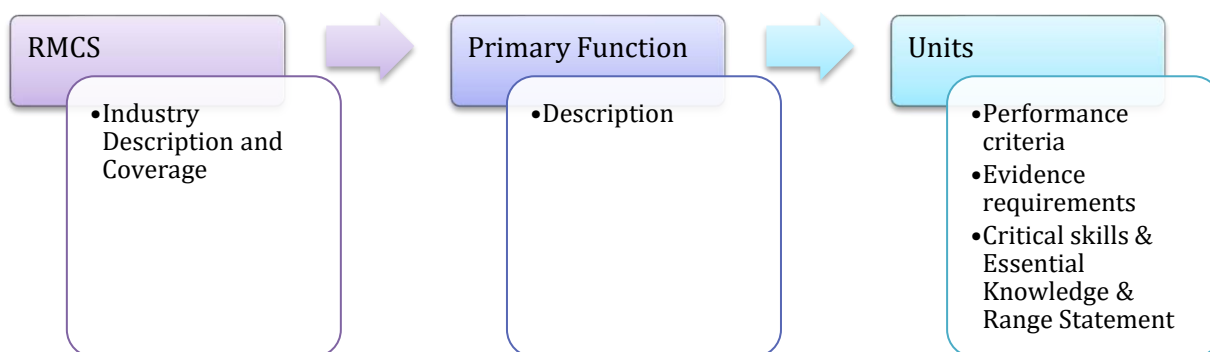 RMCS
•Industry
Description and
Coverage
Primary Function
•Description
Units
•Performance
criteria
•Evidence
requirements
•Critical skills &
Essential
Knowledge &
Range Statement